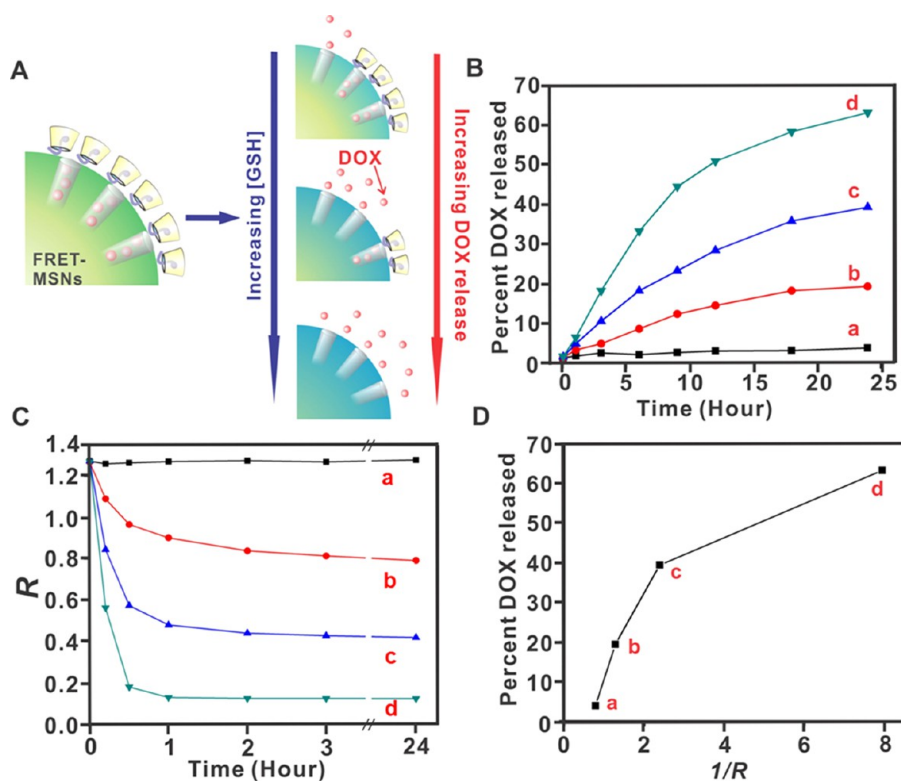 A
FRET-
MSNs
Increasing [GSH]
DOX
Increasing DOX release
B
Percent DOX released
70
60
50
40
30
20
10
0
d
c
b
a
0 5 10 15 20 25
Time (Hour)
C
R
1.4
1.2
1.0
0.8
0.6
0.4
0.2
0.0
a
b
c
d
0 1 2 3 24
Time (Hour)
D
Percent DOX released
70
60
50
40
30
20
10
0
d
c
b
a
0 2 4 6 8
1/R